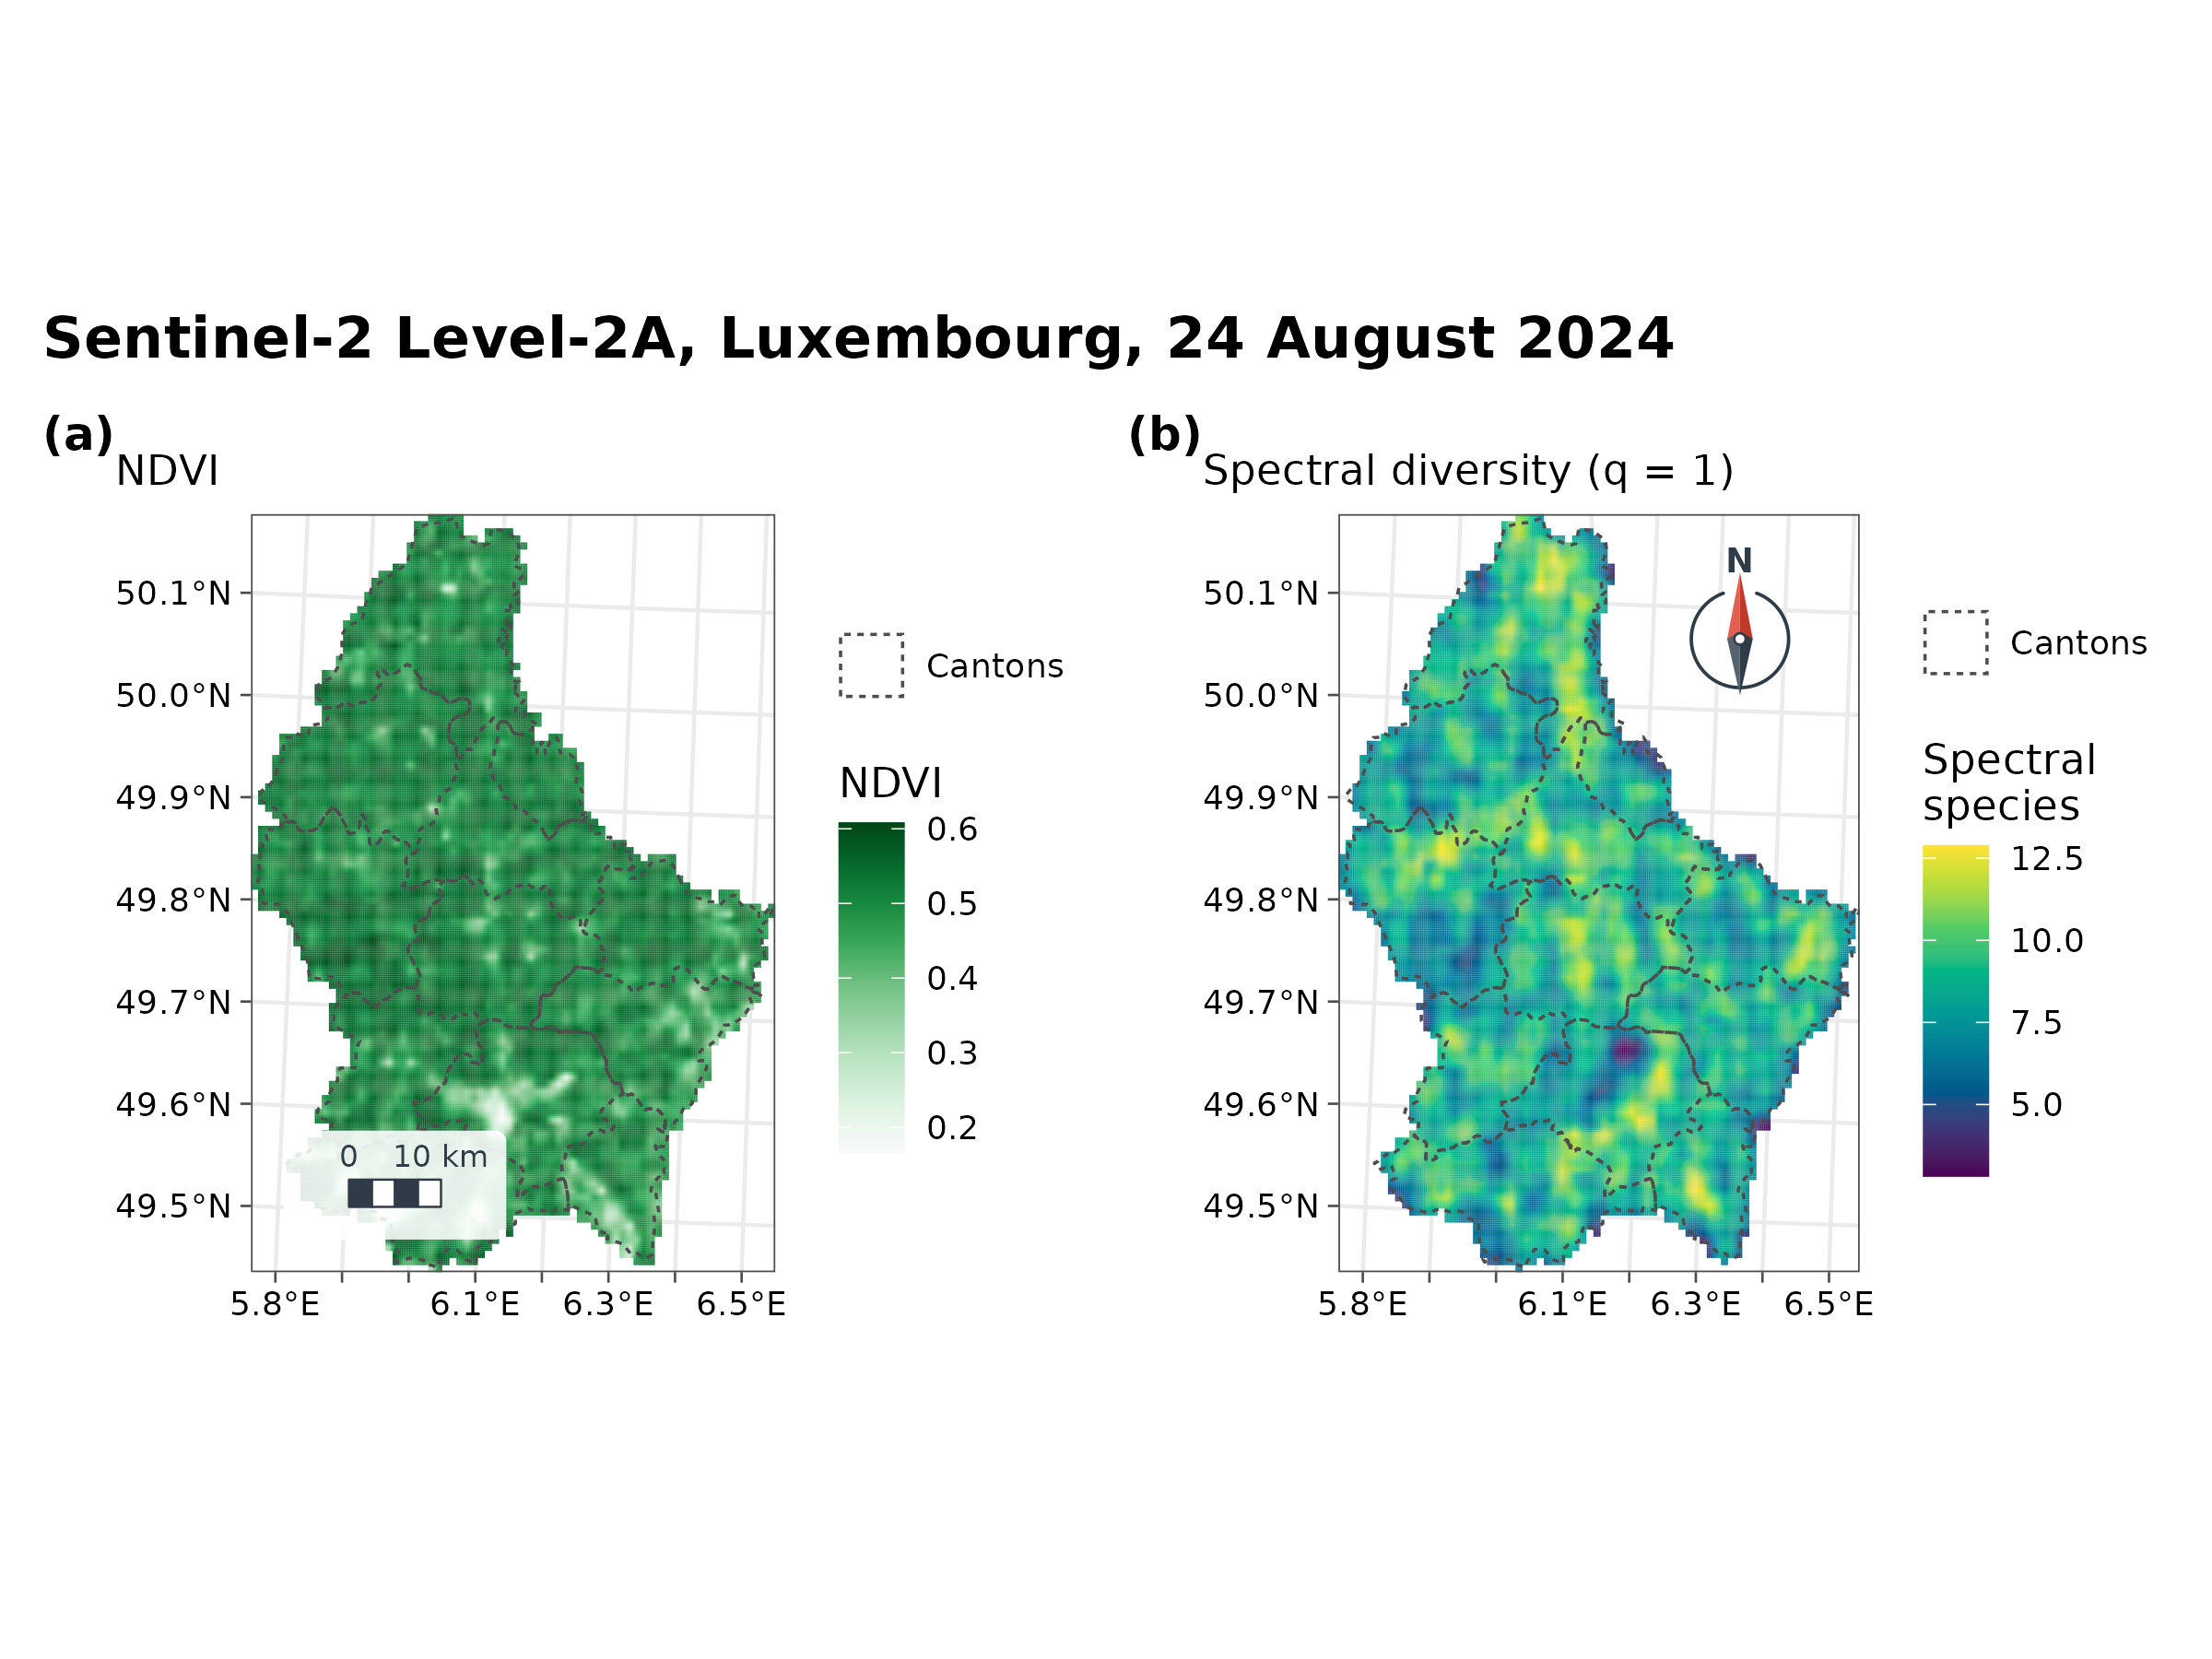 Sentinel-2 Level-2A, Luxembourg, 24 August 2024
(a)
NDVI
50.1°N
50.0°N
49.9°N
49.8°N
49.7°N
49.6°N
49.5°N
5.8°E 6.1°E 6.3°E 6.5°E
0 10 km
Cantons
NDVI
0.6
0.5
0.4
0.3
0.2
(b)
Spectral diversity (q = 1)
50.1°N
50.0°N
49.9°N
49.8°N
49.7°N
49.6°N
49.5°N
5.8°E 6.1°E 6.3°E 6.5°E
N
Cantons
Spectral
species
12.5
10.0
7.5
5.0